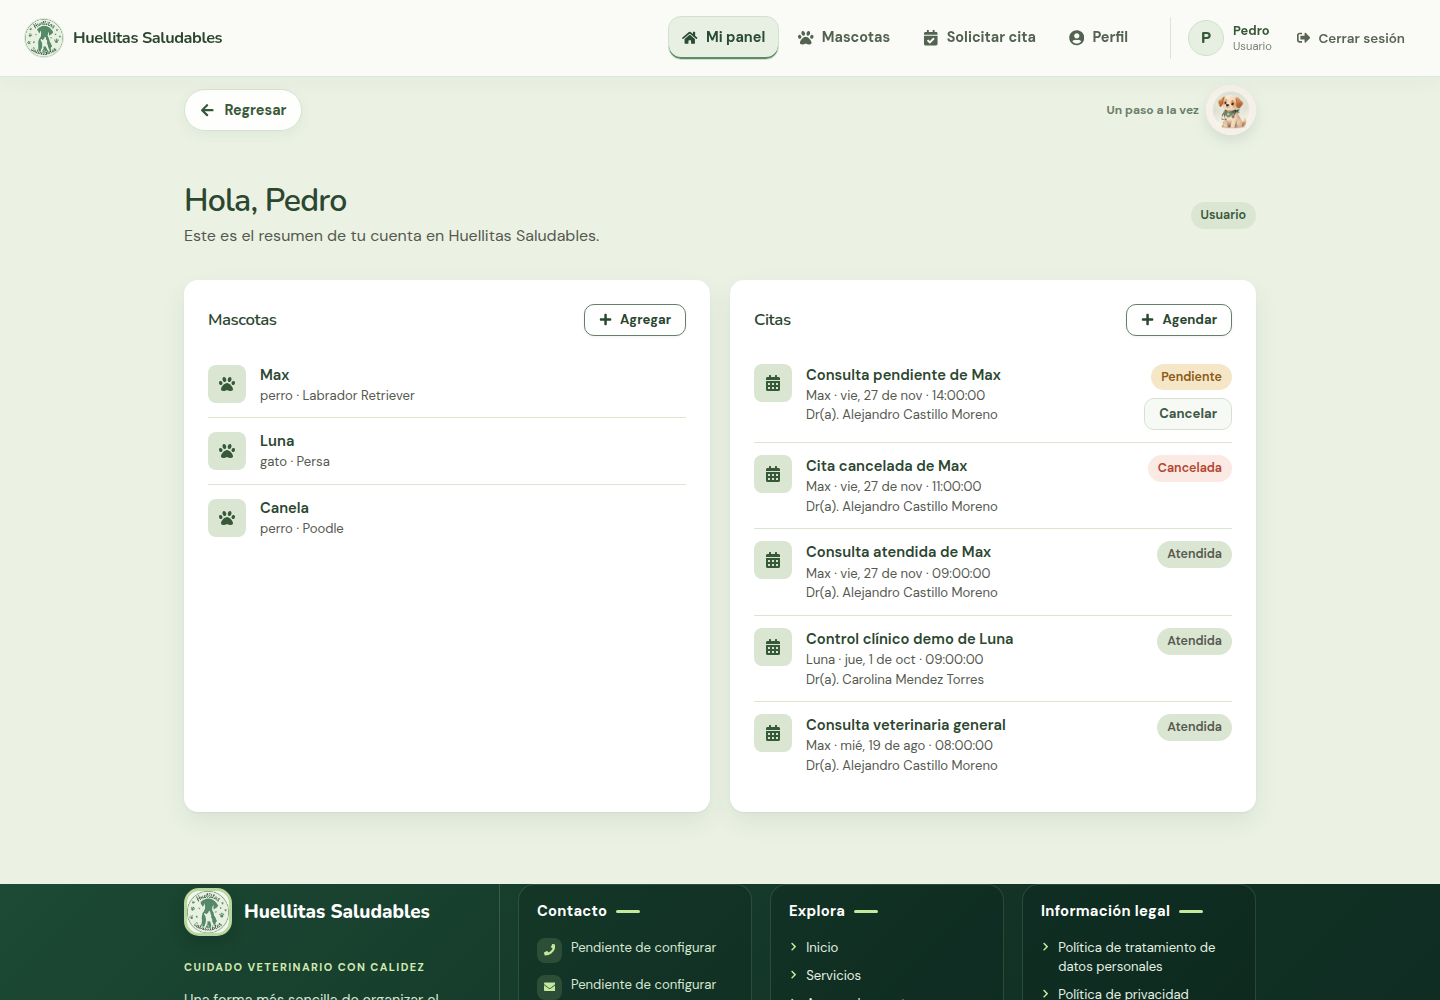 Huellitas Saludables
Mi panel
Mascotas
Solicitar cita
Perfil
P
Pedro
Usuario
Cerrar sesión
Regresar
Un paso a la vez
Hola, Pedro
Este es el resumen de tu cuenta en Huellitas Saludables.
Usuario
Mascotas
Agregar
Max
perro · Labrador Retriever
Luna
gato · Persa
Canela
perro · Poodle
Citas
Agendar
Consulta pendiente de Max
Max · vie, 27 de nov · 14:00:00
Dr(a). Alejandro Castillo Moreno
Pendiente
Cancelar
Cita cancelada de Max
Max · vie, 27 de nov · 11:00:00
Dr(a). Alejandro Castillo Moreno
Cancelada
Consulta atendida de Max
Max · vie, 27 de nov · 09:00:00
Dr(a). Alejandro Castillo Moreno
Atendida
Control clínico demo de Luna
Luna · jue, 1 de oct · 09:00:00
Dr(a). Carolina Mendez Torres
Atendida
Consulta veterinaria general
Max · mié, 19 de ago · 08:00:00
Dr(a). Alejandro Castillo Moreno
Atendida
Huellitas Saludables
CUIDADO VETERINARIO CON CALIDEZ
Una forma más sencilla de organizar el
Contacto
Pendiente de configurar
Pendiente de configurar
Explora
Inicio
Servicios
Información legal
Política de tratamiento de
datos personales
Política de privacidad